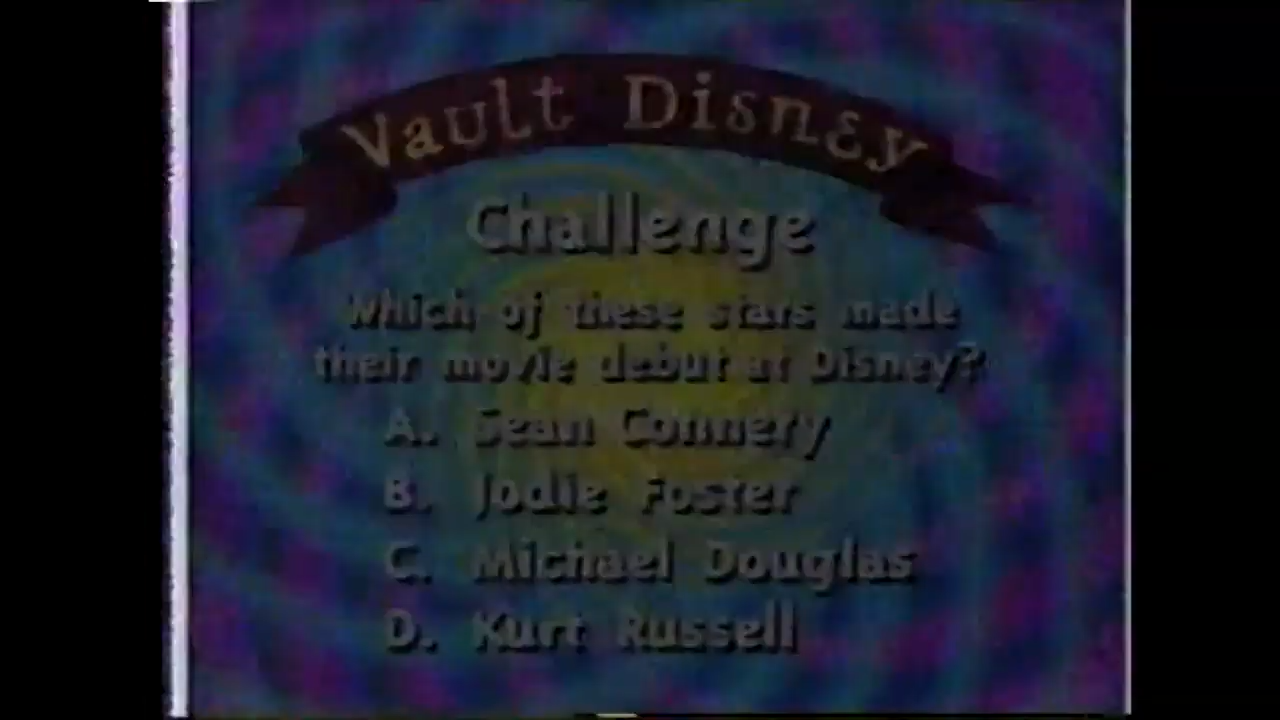 Vault Disney
Challenge
Which of these stars made
their movie debut at Disney?
A. Sean Connery
B. Jodie Foster
C. Michael Douglas
D. Kurt Russell